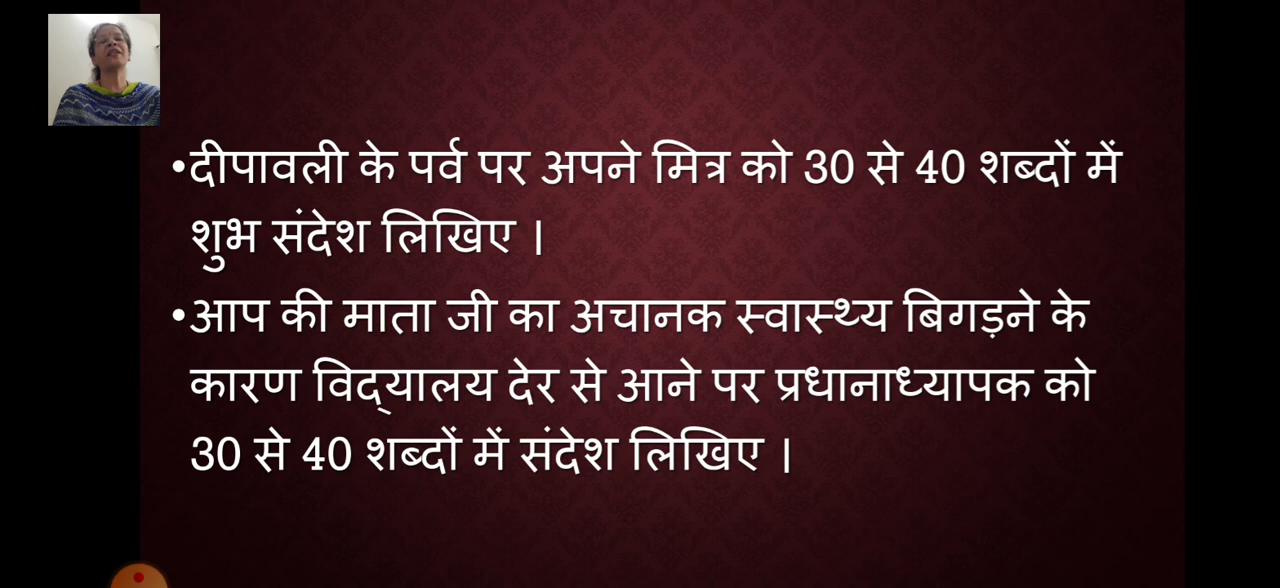 •दीपावली के पर्व पर अपने मित्र को 30 से 40 शब्दों में
शुभ संदेश लिखिए ।
•आप की माता जी का अचानक स्वास्थ्य बिगड़ने के
कारण विद्‌यालय देर से आने पर प्रधानाध्यापक को
30 से 40 शब्दों में संदेश लिखिए ।